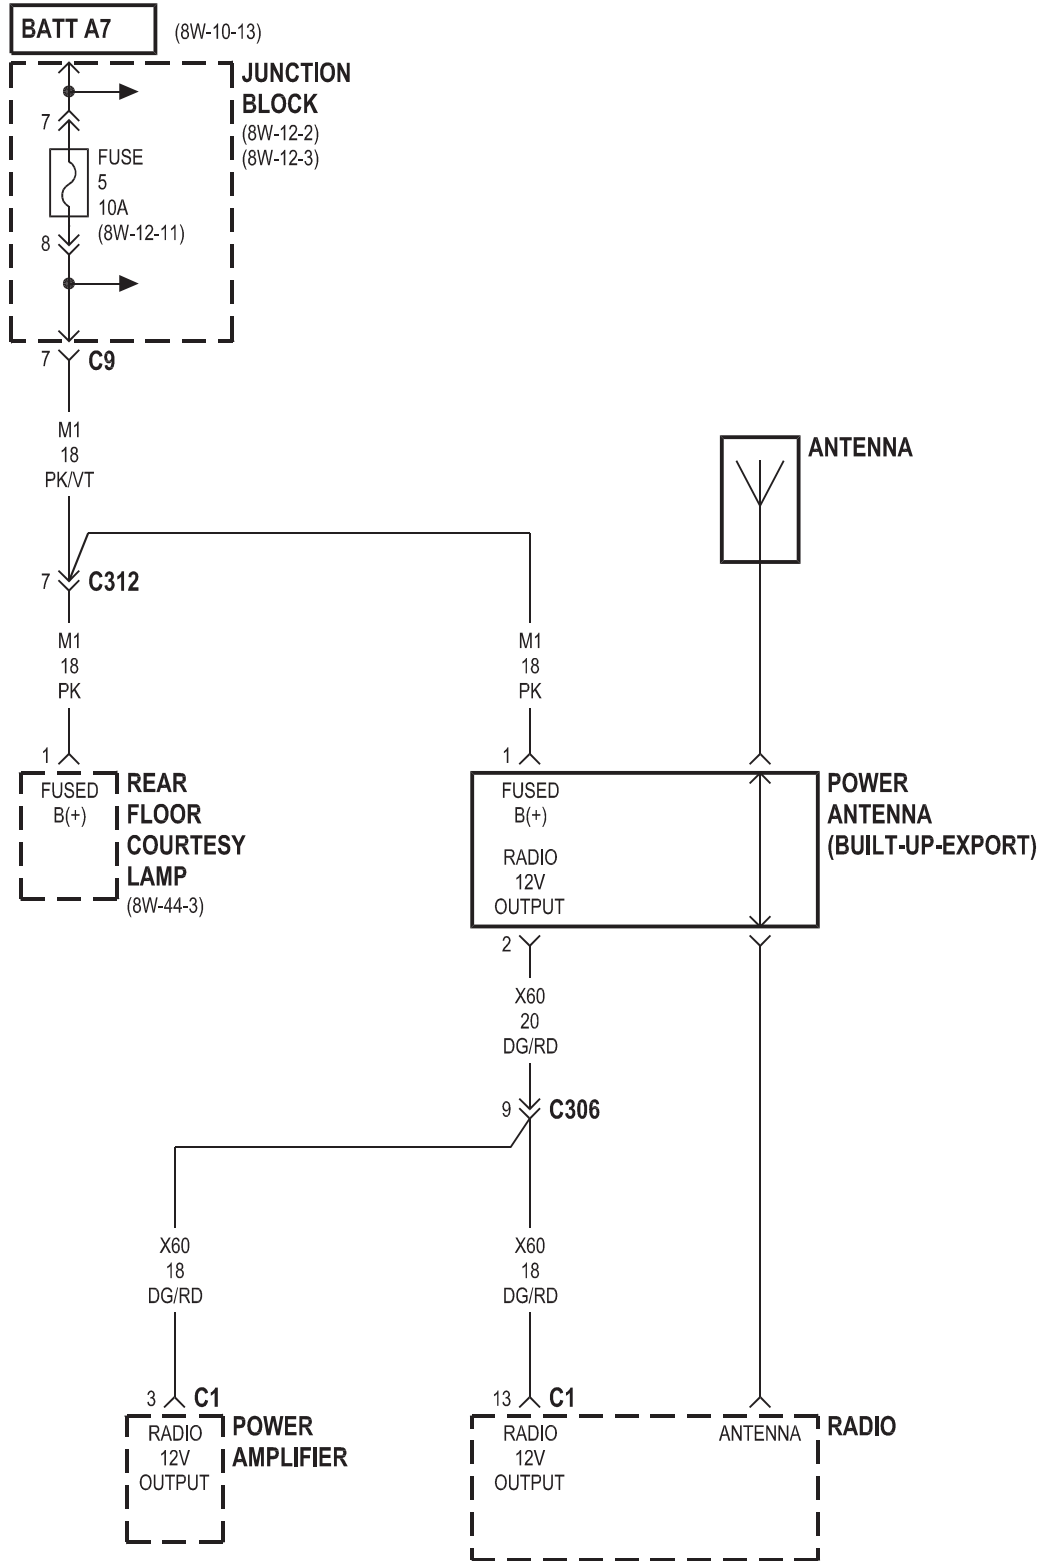 BATT A7
(8W-10-13)
JUNCTION
BLOCK
(8W-12-2)
(8W-12-3)
7
FUSE
5
10A
(8W-12-11)
8
7
C9
M1
18
PK/VT
ANTENNA
7
C312
M1
18
PK
M1
18
PK
1
REAR
FLOOR
COURTESY
LAMP
(8W-44-3)
FUSED
B(+)
1
FUSED
B(+)
RADIO
12V
OUTPUT
POWER
ANTENNA
(BUILT-UP-EXPORT)
2
X60
20
DG/RD
9
C306
X60
18
DG/RD
X60
18
DG/RD
3
C1
RADIO
12V
OUTPUT
POWER
AMPLIFIER
13
C1
RADIO
12V
OUTPUT
ANTENNA
RADIO